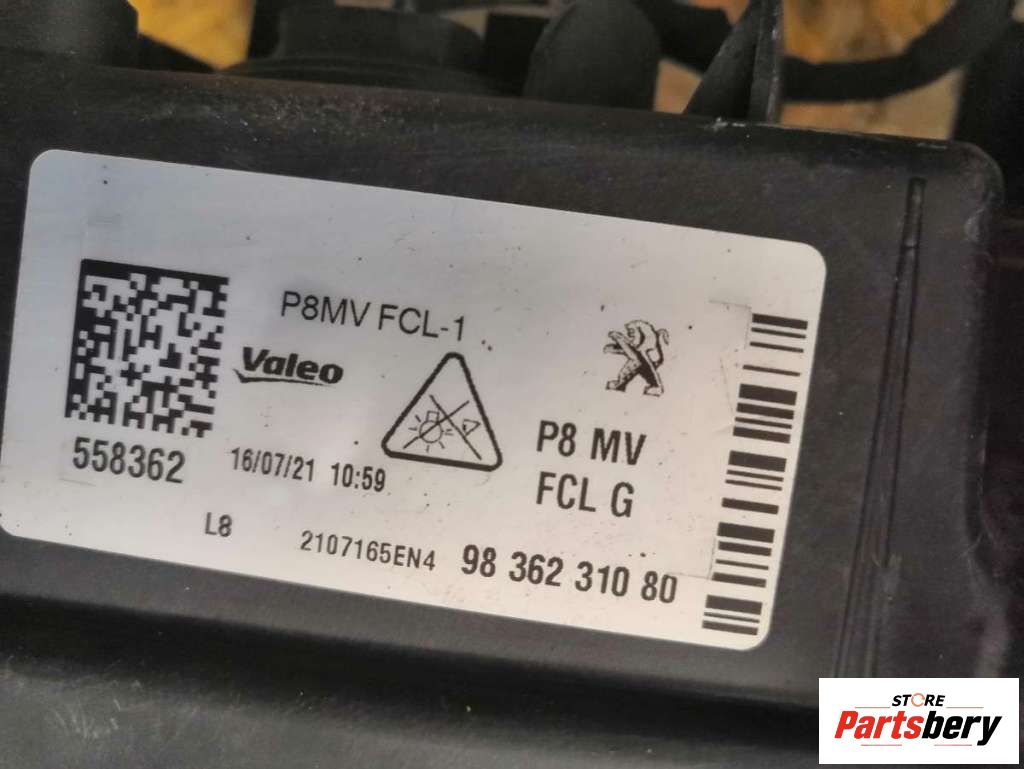 P8MV FCL-1
Valeo
558362
16/07/21 10:59
P8 MV
FCL G
L8
2107165EN4
98 362 310 80
STORE
Partsbery